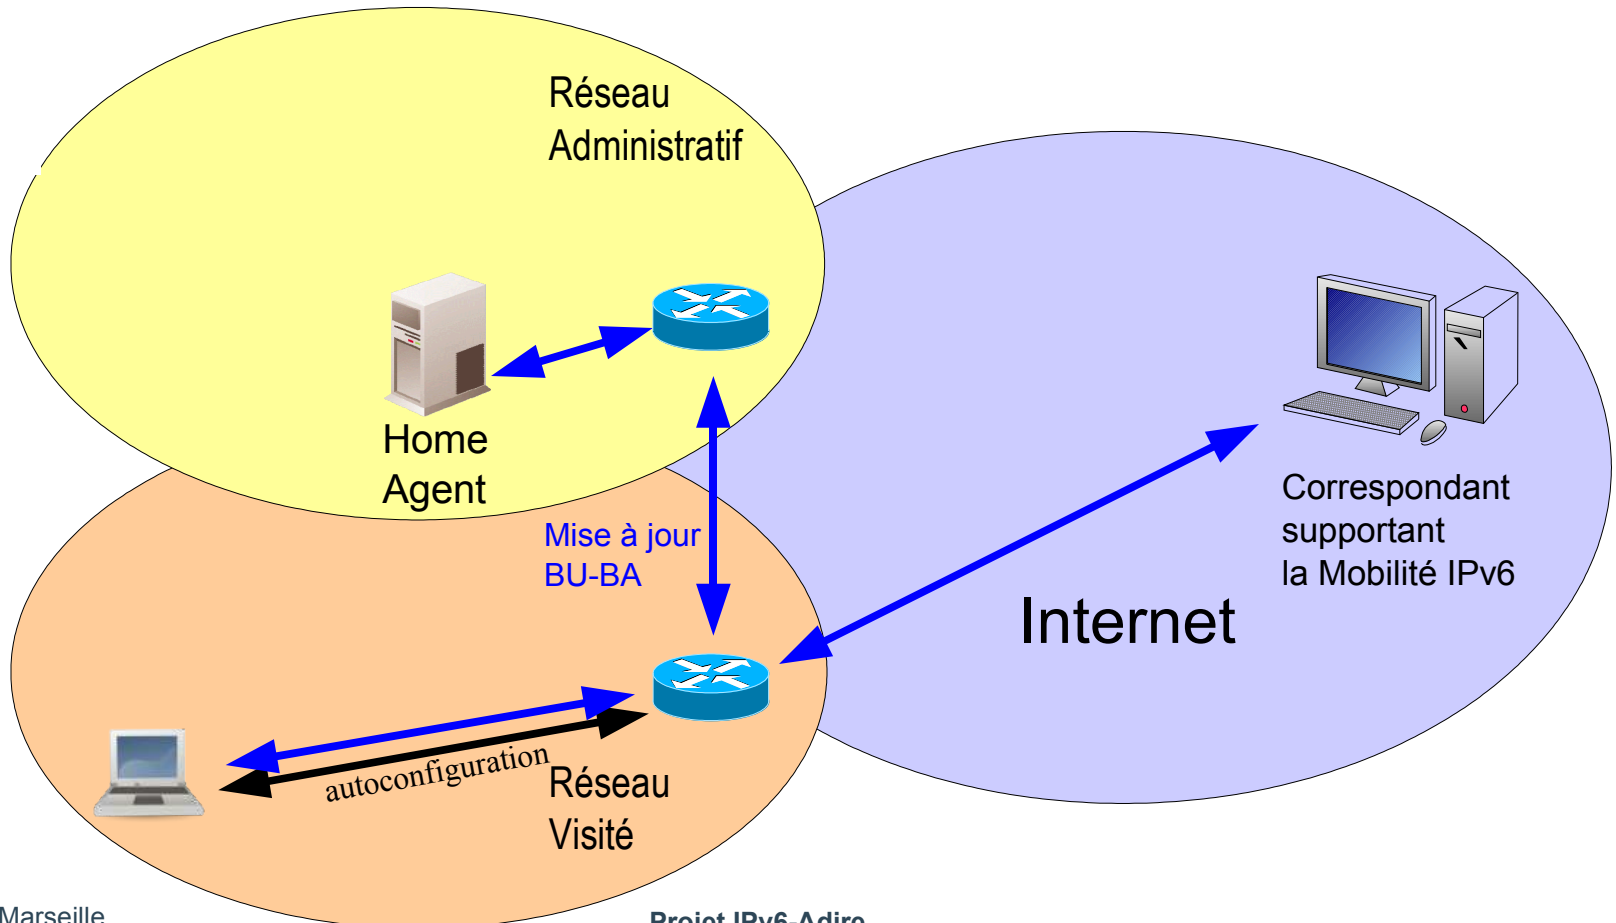 Réseau
Administratif
Home
Agent
Mise à jour
BU-BA
Correspondant
supportant
la Mobilité IPv6
Internet
autoconfiguration
Réseau
Visité
Marseille
Projet IPv6-Adire